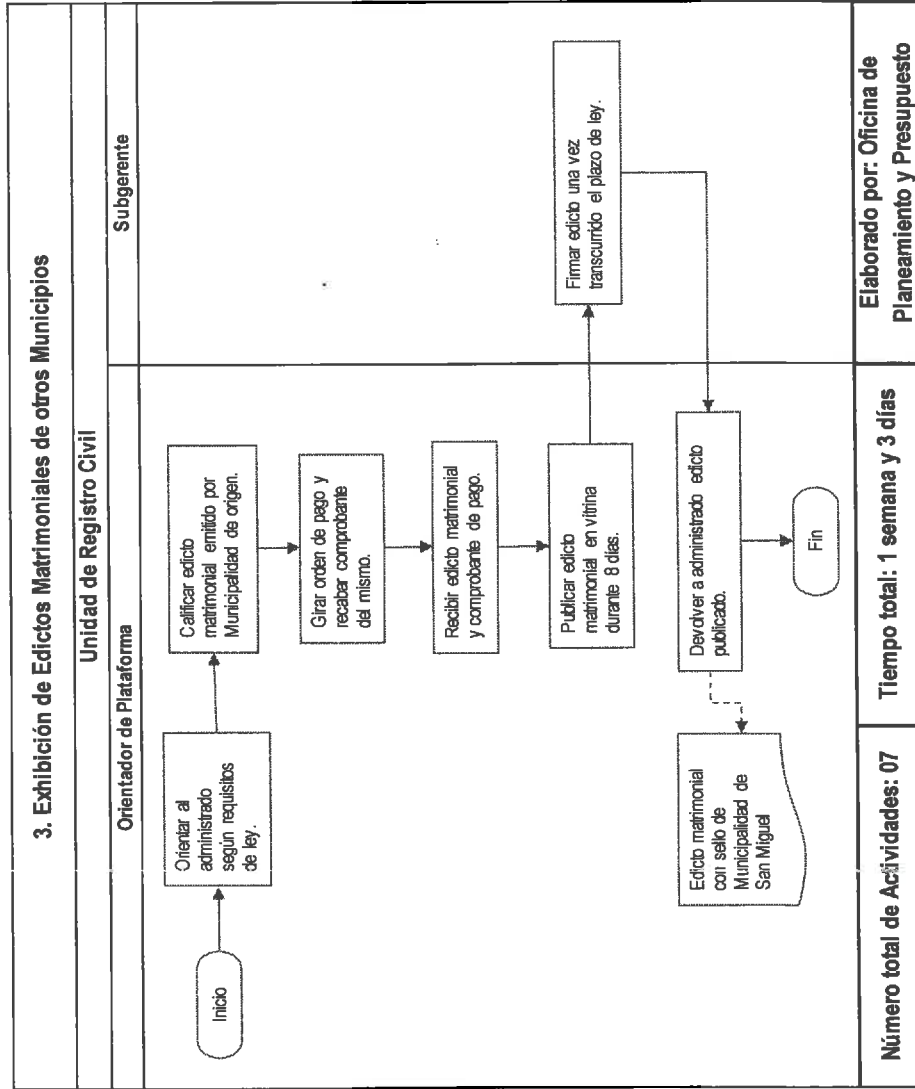 3. Exhibición de Edictos Matrimoniales de otros Municipios
Unidad de Registro Civil
Orientador de Plataforma
Subgerente
Inicio
Orientar al
administrado
según requisitos
de ley.
Calificar edicto
matrimonial emitido por
Municipalidad de origen.
Girar orden de pago y
recabar comprobante
del mismo.
Recibir edicto matrimonial
y comprobante de pago.
Publicar edicto
matrimonial en vitrina
durante 8 días.
Firmar edicto una vez
transcurrido el plazo de ley.
Devolver a administrado edicto
publicado.
Edicto matrimonial
con sello de
Municipalidad de
San Miguel
Fin
Número total de Actividades: 07
Tiempo total: 1 semana y 3 días
Elaborado por: Oficina de
Planeamiento y Presupuesto